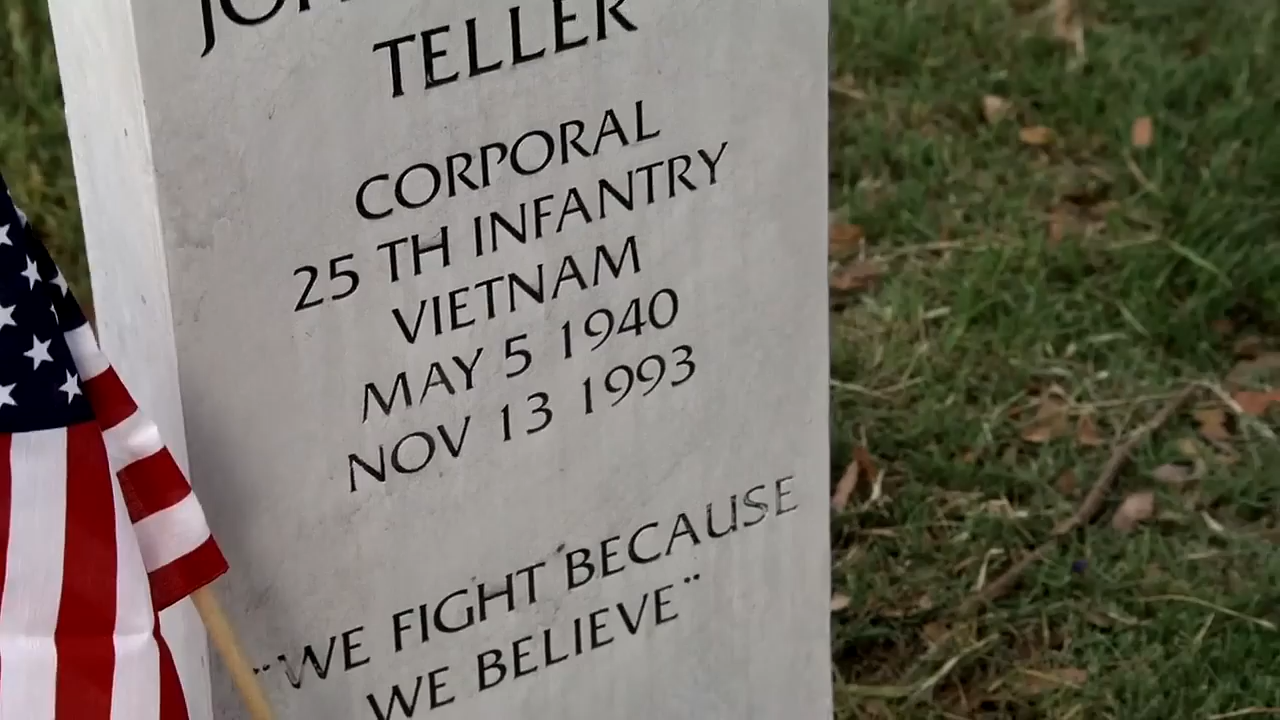 TELLER
CORPORAL
25 TH INFANTRY
VIETNAM
MAY 5 1940
NOV 13 1993
"WE FIGHT BECAUSE
WE BELIEVE"